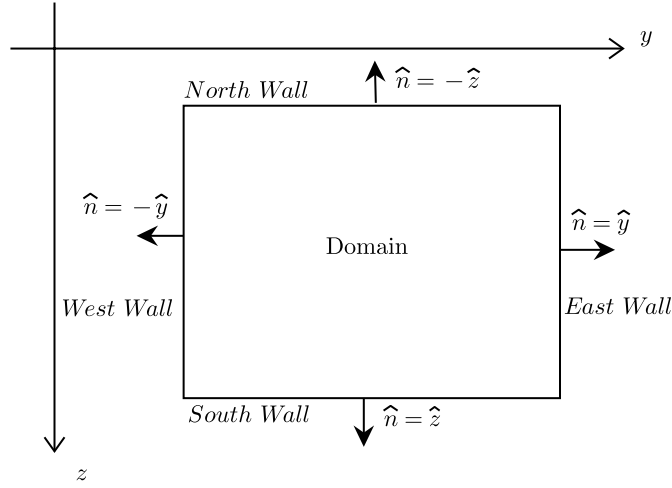 y
North Wall
n̂ = −ẑ
n̂ = −ŷ
n̂ = ŷ
Domain
West Wall
East Wall
South Wall
n̂ = ẑ
z